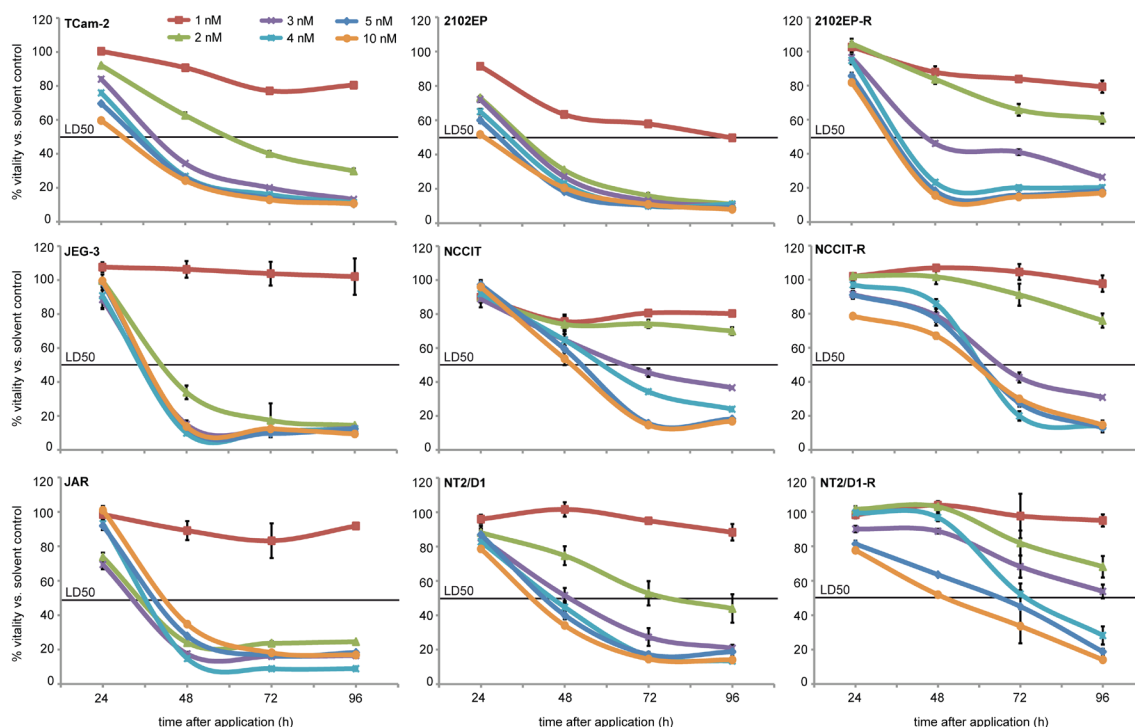 TCam-2
1 nM
3 nM
5 nM
2 nM
4 nM
10 nM
120
100
80
60
40
20
0
LD50
% vitality vs. solvent control
2102EP
120
100
80
60
40
20
0
LD50
2102EP-R
120
100
80
60
40
20
0
LD50
JEG-3
120
100
80
60
40
20
0
LD50
% vitality vs. solvent control
NCCIT
120
100
80
60
40
20
0
LD50
NCCIT-R
120
100
80
60
40
20
0
LD50
JAR
120
100
80
60
40
20
0
LD50
% vitality vs. solvent control
24 48 72 96
time after application (h)
NT2/D1
120
100
80
60
40
20
0
LD50
24 48 72 96
time after application (h)
NT2/D1-R
120
100
80
60
40
20
0
LD50
24 48 72 96
time after application (h)